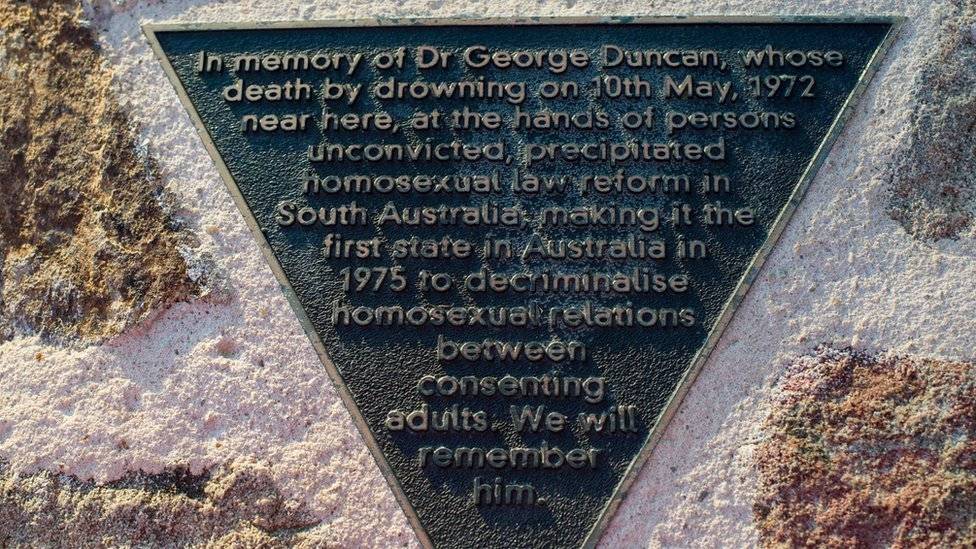 In memory of Dr George Duncan, whose
death by drowning on 10th May, 1972
near here, at the hands of persons
unconvicted, precipitated
homosexual law reform in
South Australia, making it the
first state in Australia in
1975 to decriminalise
homosexual relations
between
consenting
adults. We will
remember
him.